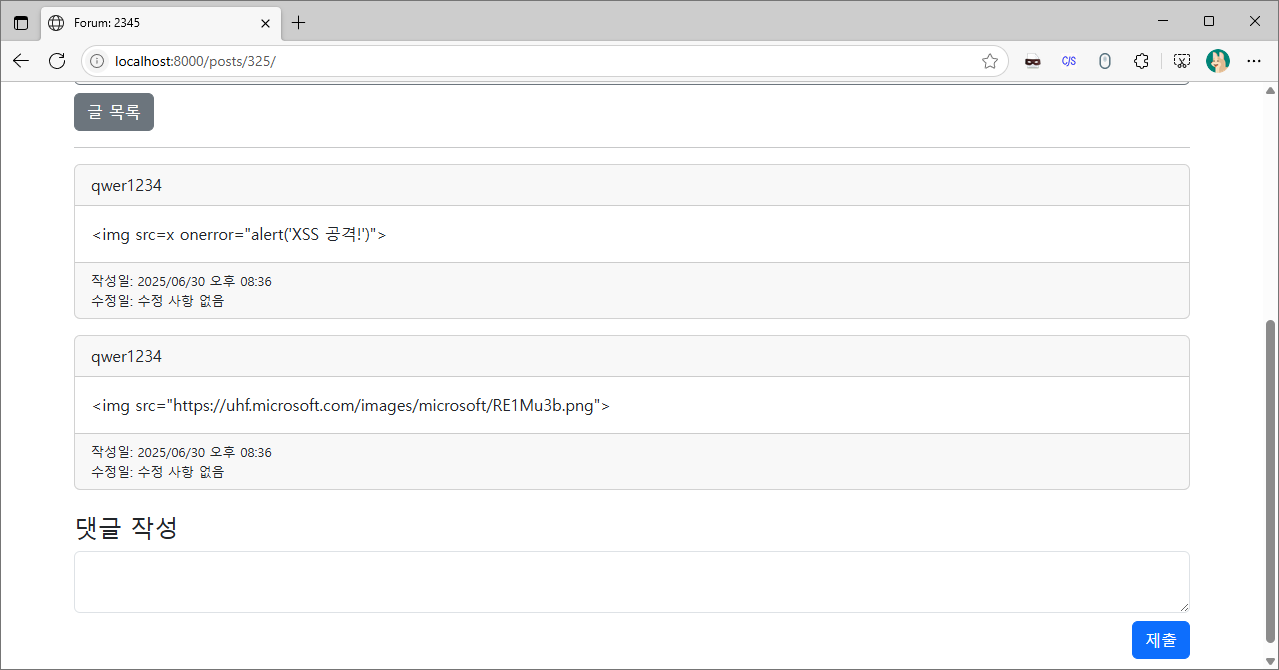 Forum: 2345
localhost:8000/posts/325/
C/S
글 목록
qwer1234
<img src=x onerror="alert('XSS 공격!')">
작성일: 2025/06/30 오후 08:36
수정일: 수정 사항 없음
qwer1234
<img src="https://uhf.microsoft.com/images/microsoft/RE1Mu3b.png">
작성일: 2025/06/30 오후 08:36
수정일: 수정 사항 없음
댓글 작성
제출